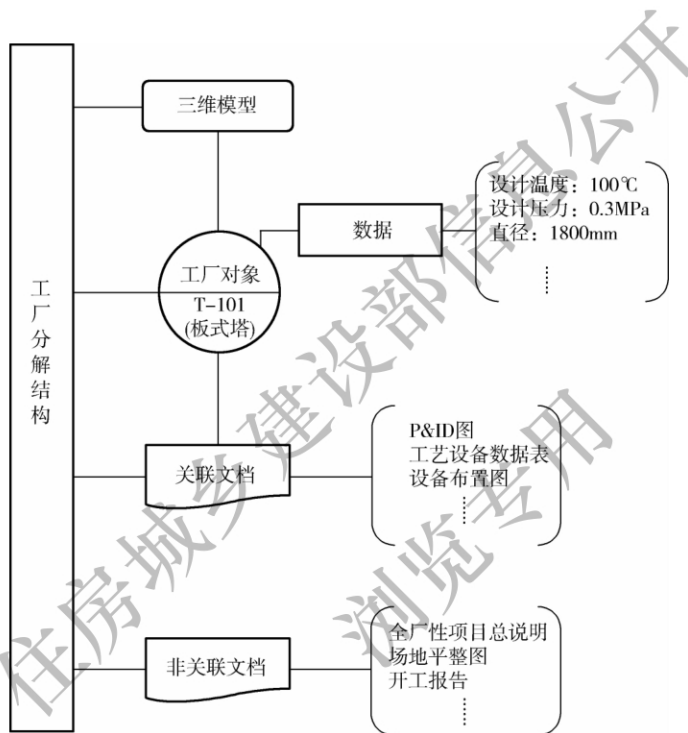 工厂分解结构
三维模型
数据
设计温度：100℃
设计压力：0.3MPa
直径：1800mm
工厂对象
T-101
(板式塔)
关联文档
P&ID图
工艺设备数据表
设备布置图
非关联文档
全厂性项目总说明
场地平整图
开工报告
住房城乡建设部信息公开
浏览专用